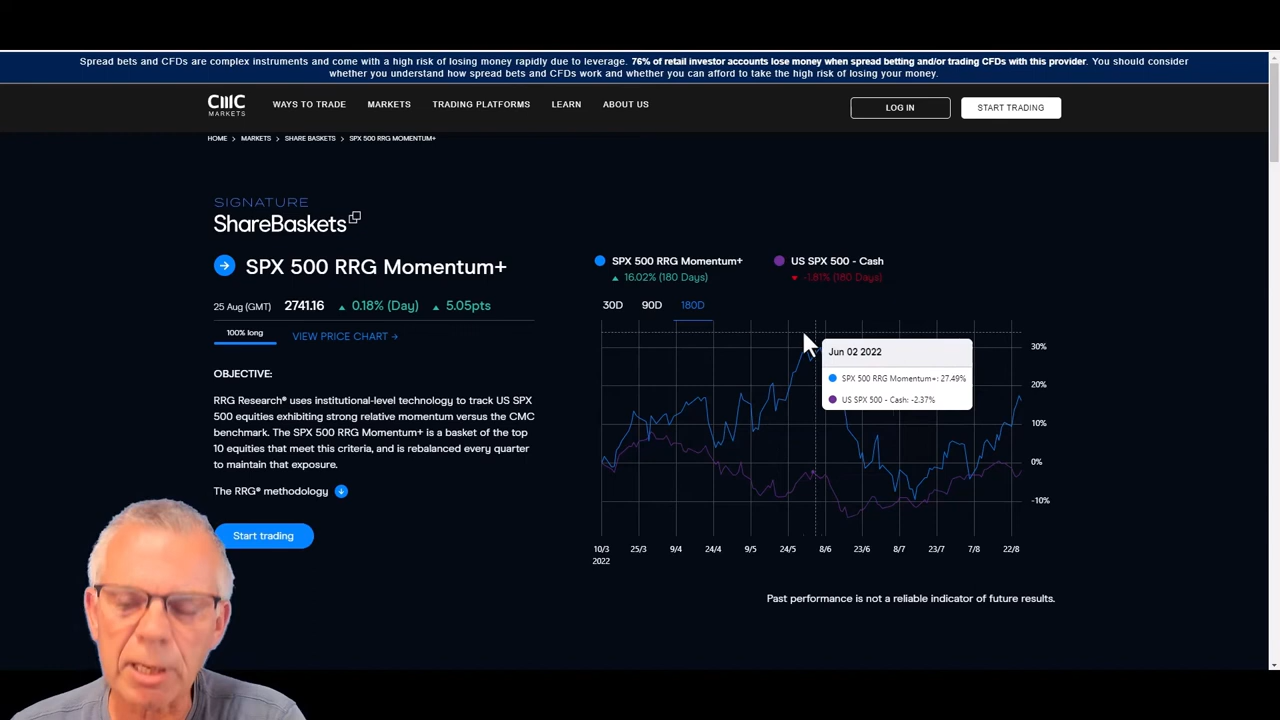 Spread bets and CFDs are complex instruments and come with a high risk of losing money rapidly due to leverage. 76% of retail investor accounts lose money when spread betting and/or trading CFDs with this provider. You should consider
whether you understand how spread bets and CFDs work and whether you can afford to take the high risk of losing your money.
CMC
MARKETS
WAYS TO TRADE
MARKETS
TRADING PLATFORMS
LEARN
ABOUT US
LOG IN
START TRADING
HOME > MARKETS > SHARE BASKETS > SPX 500 RRG MOMENTUM+
SIGNATURE
ShareBaskets
SPX 500 RRG Momentum+
25 Aug (GMT) 2741.16 ▲ 0.18% (Day) ▲ 5.05pts
100% long
VIEW PRICE CHART →
OBJECTIVE:
RRG Research® uses institutional-level technology to track US SPX
500 equities exhibiting strong relative momentum versus the CMC
benchmark. The SPX 500 RRG Momentum+ is a basket of the top
10 equities that meet this criteria, and is rebalanced every quarter
to maintain that exposure.
The RRG® methodology
Start trading
SPX 500 RRG Momentum+
▲ 16.02% (180 Days)
US SPX 500 - Cash
▼ -1.81% (180 Days)
30D 90D 180D
Jun 02 2022
SPX 500 RRG Momentum+: 27.49%
US SPX 500 - Cash: -2.37%
30%
20%
10%
0%
-10%
10/3 25/3 9/4 24/4 9/5 24/5 8/6 23/6 8/7 23/7 7/8 22/8
2022
Past performance is not a reliable indicator of future results.